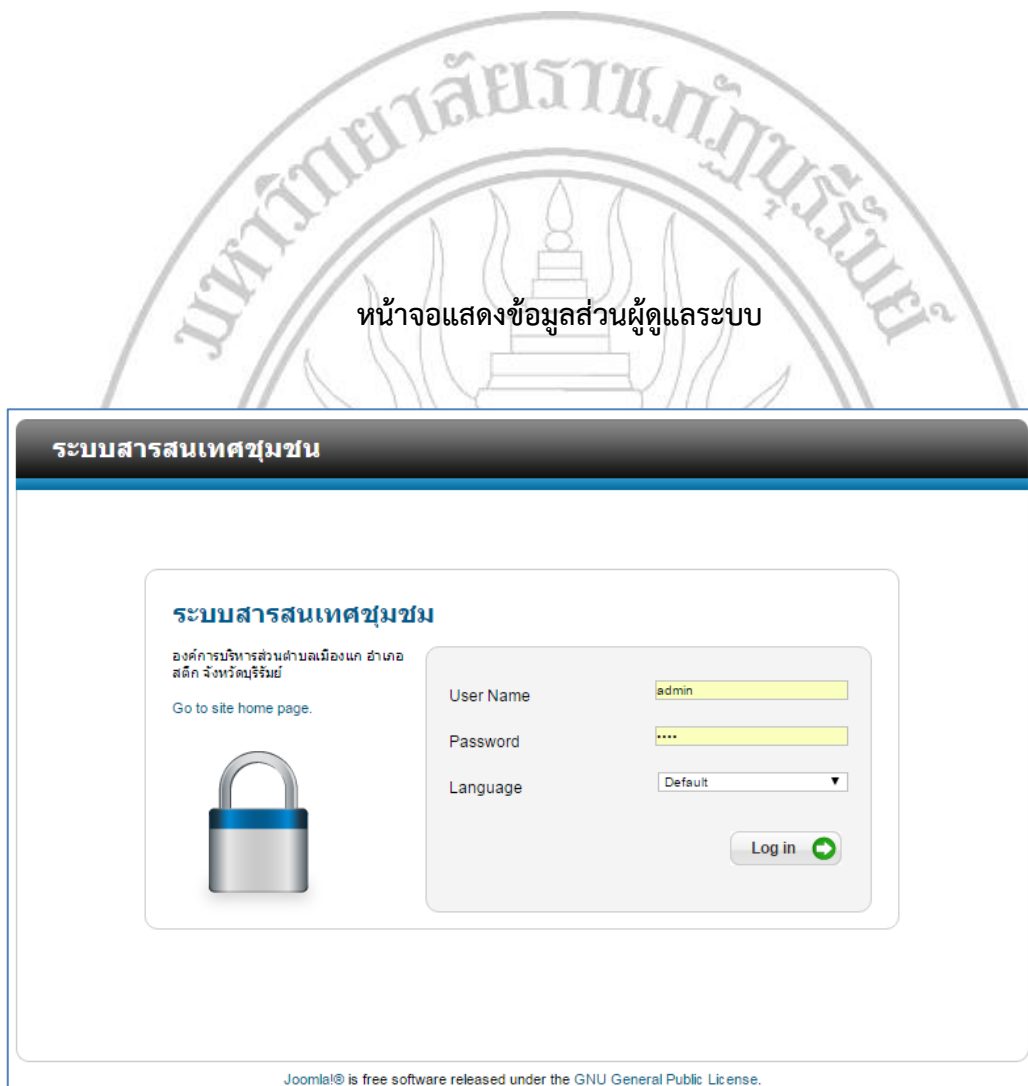 มหาวิทยาลัยราชภัฏบุรีรัมย์
หน้าจอแสดงข้อมูลส่วนผู้ดูแลระบบ
ระบบสารสนเทศชุมชน
ระบบสารสนเทศชุมชม
องค์การบริหารส่วนตำบลเมืองแก อำเภอ
สตึก จังหวัดบุรีรัมย์
Go to site home page.
User Name
admin
Password
••••
Language
Default
Log in
Joomla!® is free software released under the GNU General Public License.